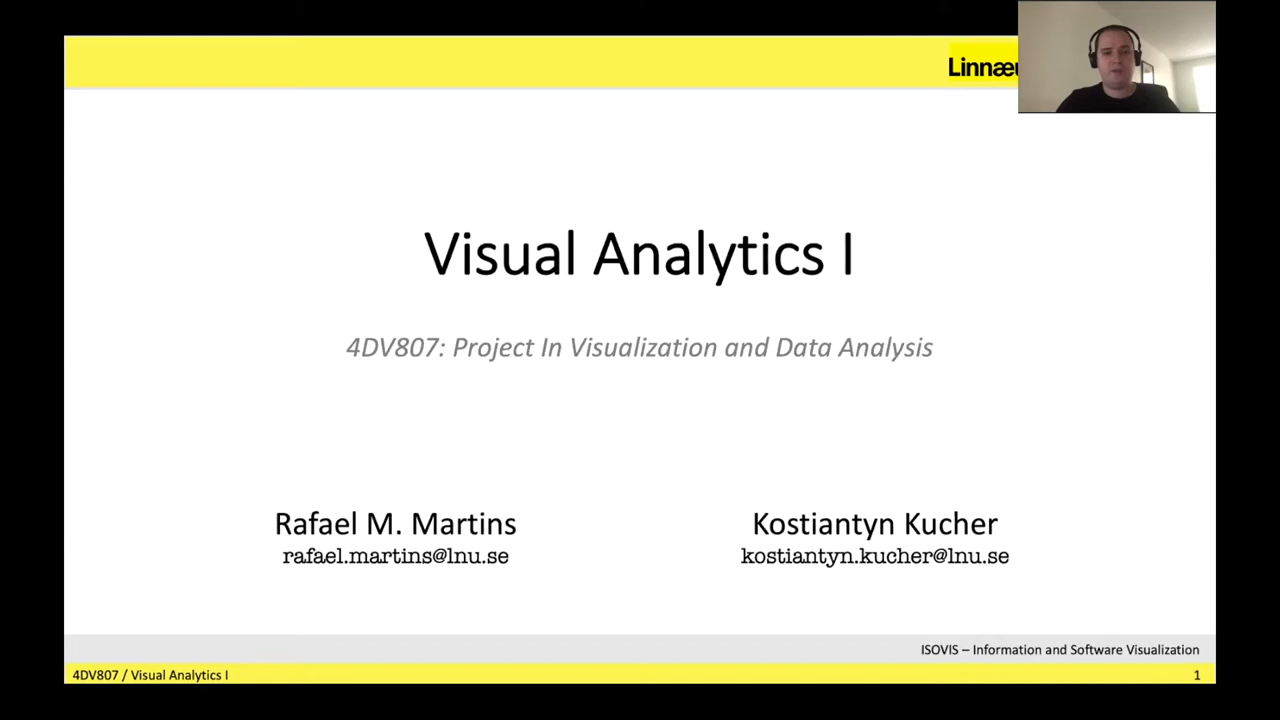 Visual Analytics I
4DV807: Project In Visualization and Data Analysis
Rafael M. Martins
rafael.martins@lnu.se
Kostiantyn Kucher
kostiantyn.kucher@lnu.se
ISOVIS – Information and Software Visualization
4DV807 / Visual Analytics I
1